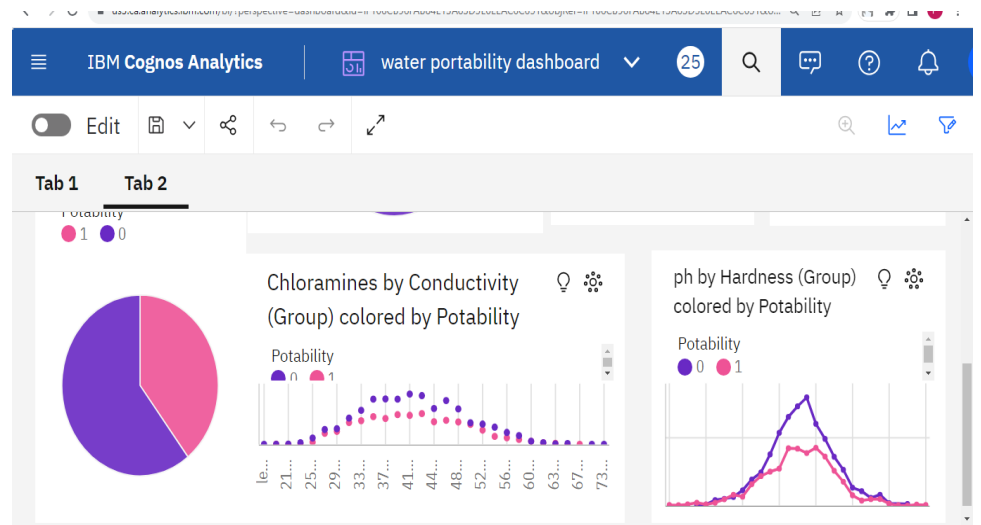 IBM Cognos Analytics
water portability dashboard
25
Edit
Tab 1
Tab 2
Potability
1 0
Chloramines by Conductivity
(Group) colored by Potability
Potability
0 1
le...
21...
25...
29...
33...
37...
41...
44...
48...
52...
56...
60...
63...
67...
73...
ph by Hardness (Group)
colored by Potability
Potability
0 1